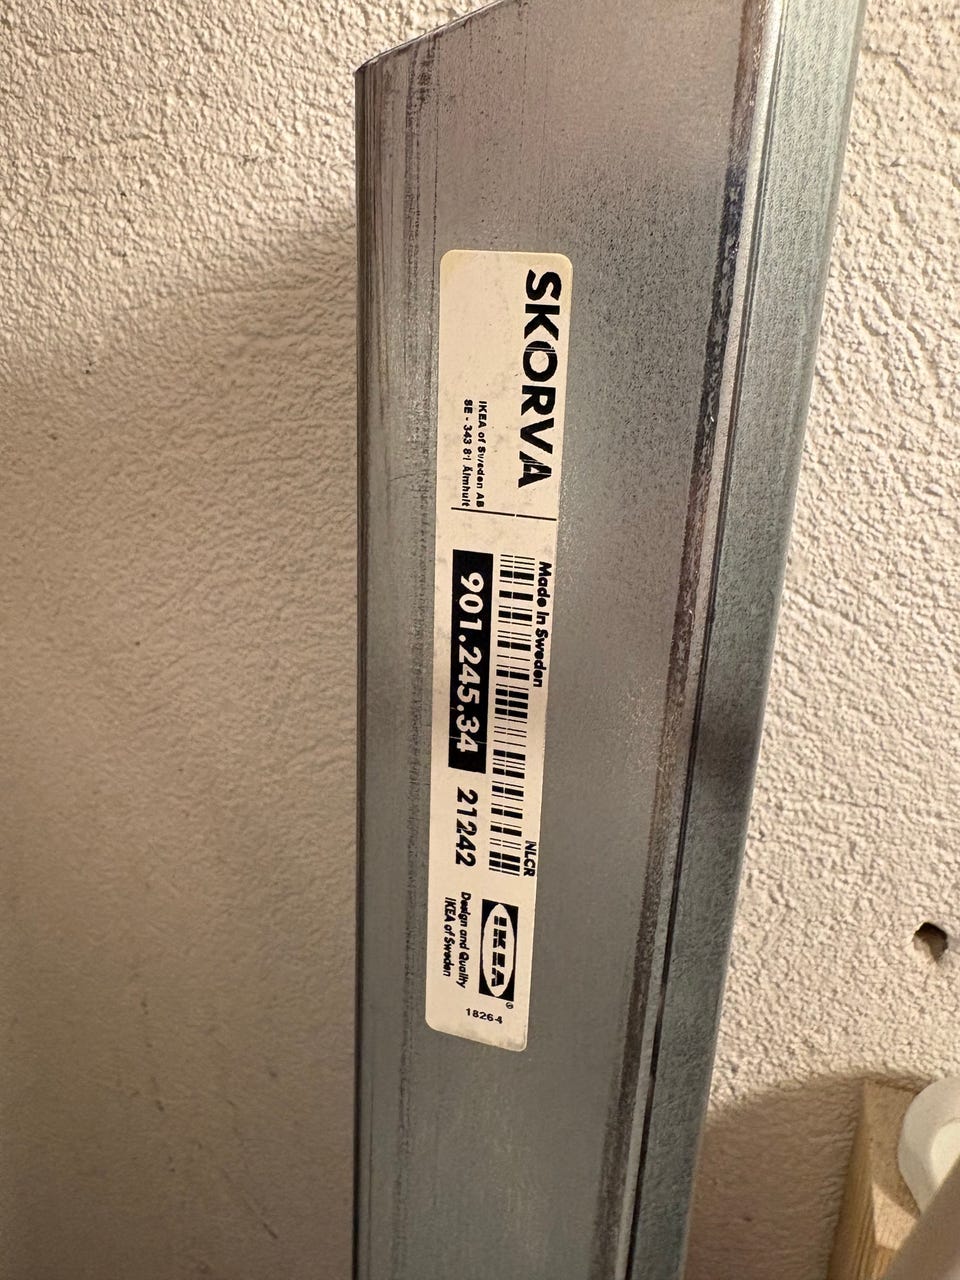 SKORVA
IKEA of Sweden AB
SE - 343 81 Älmhult
Made in Sweden
NLCR
901.245.34 21242
IKEA®
Design and Quality
IKEA of Sweden
18264